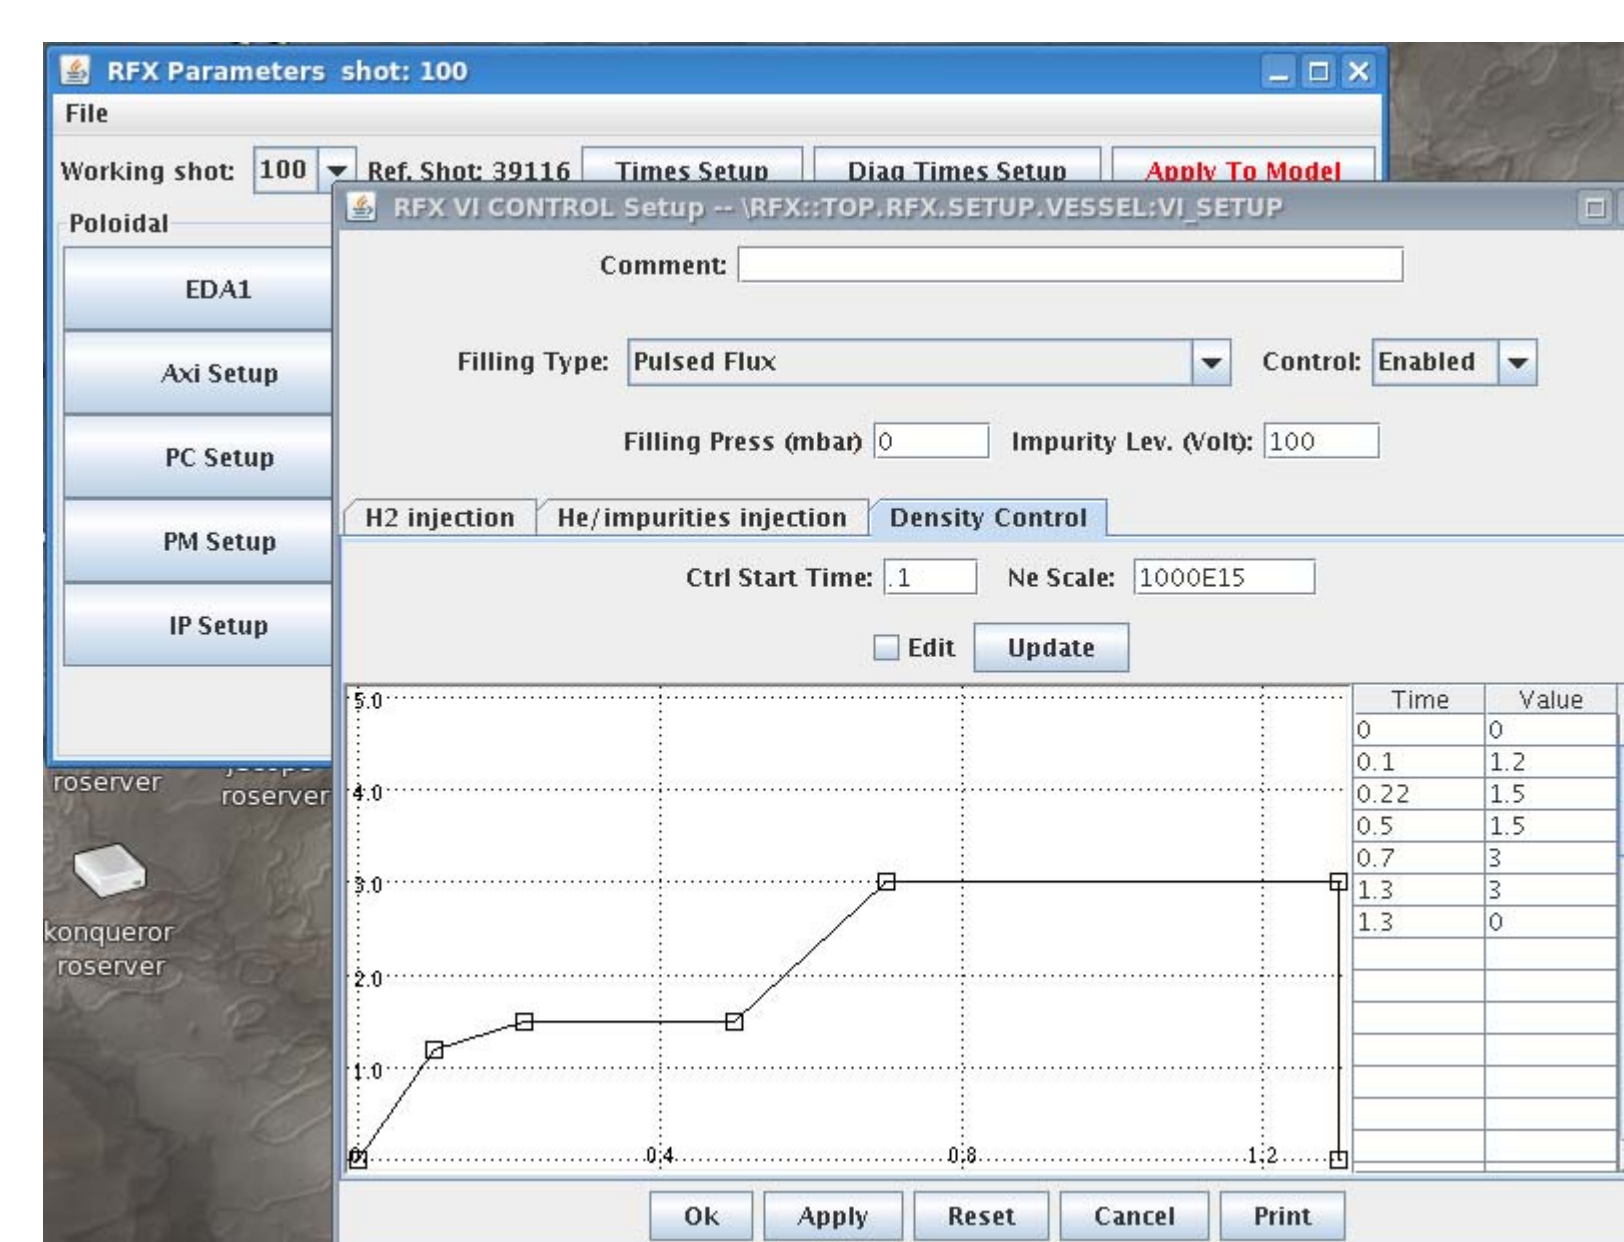 RFX Parameters shot: 100
File
Working shot: 100 Ref. Shot: 39116 Times Setup Diag Times Setup Apply To Model
Poloidal
EDA1
Axi Setup
PC Setup
PM Setup
IP Setup
roserver
roserver
konqueror
roserver
RFX VI CONTROL Setup -- \RFX::TOP.RFX.SETUP.VESSEL:VI_SETUP
Comment:
Filling Type: Pulsed Flux Control: Enabled
Filling Press (mbar) 0 Impurity Lev. (Volt): 100
H2 injection He/impurities injection Density Control
Ctrl Start Time: .1 Ne Scale: 1000E15
Edit Update
5.0
4.0
3.0
2.0
1.0
0.4 0.8 1.2
Time Value
0 0
0.1 1.2
0.22 1.5
0.5 1.5
0.7 3
1.3 3
1.3 0
Ok Apply Reset Cancel Print